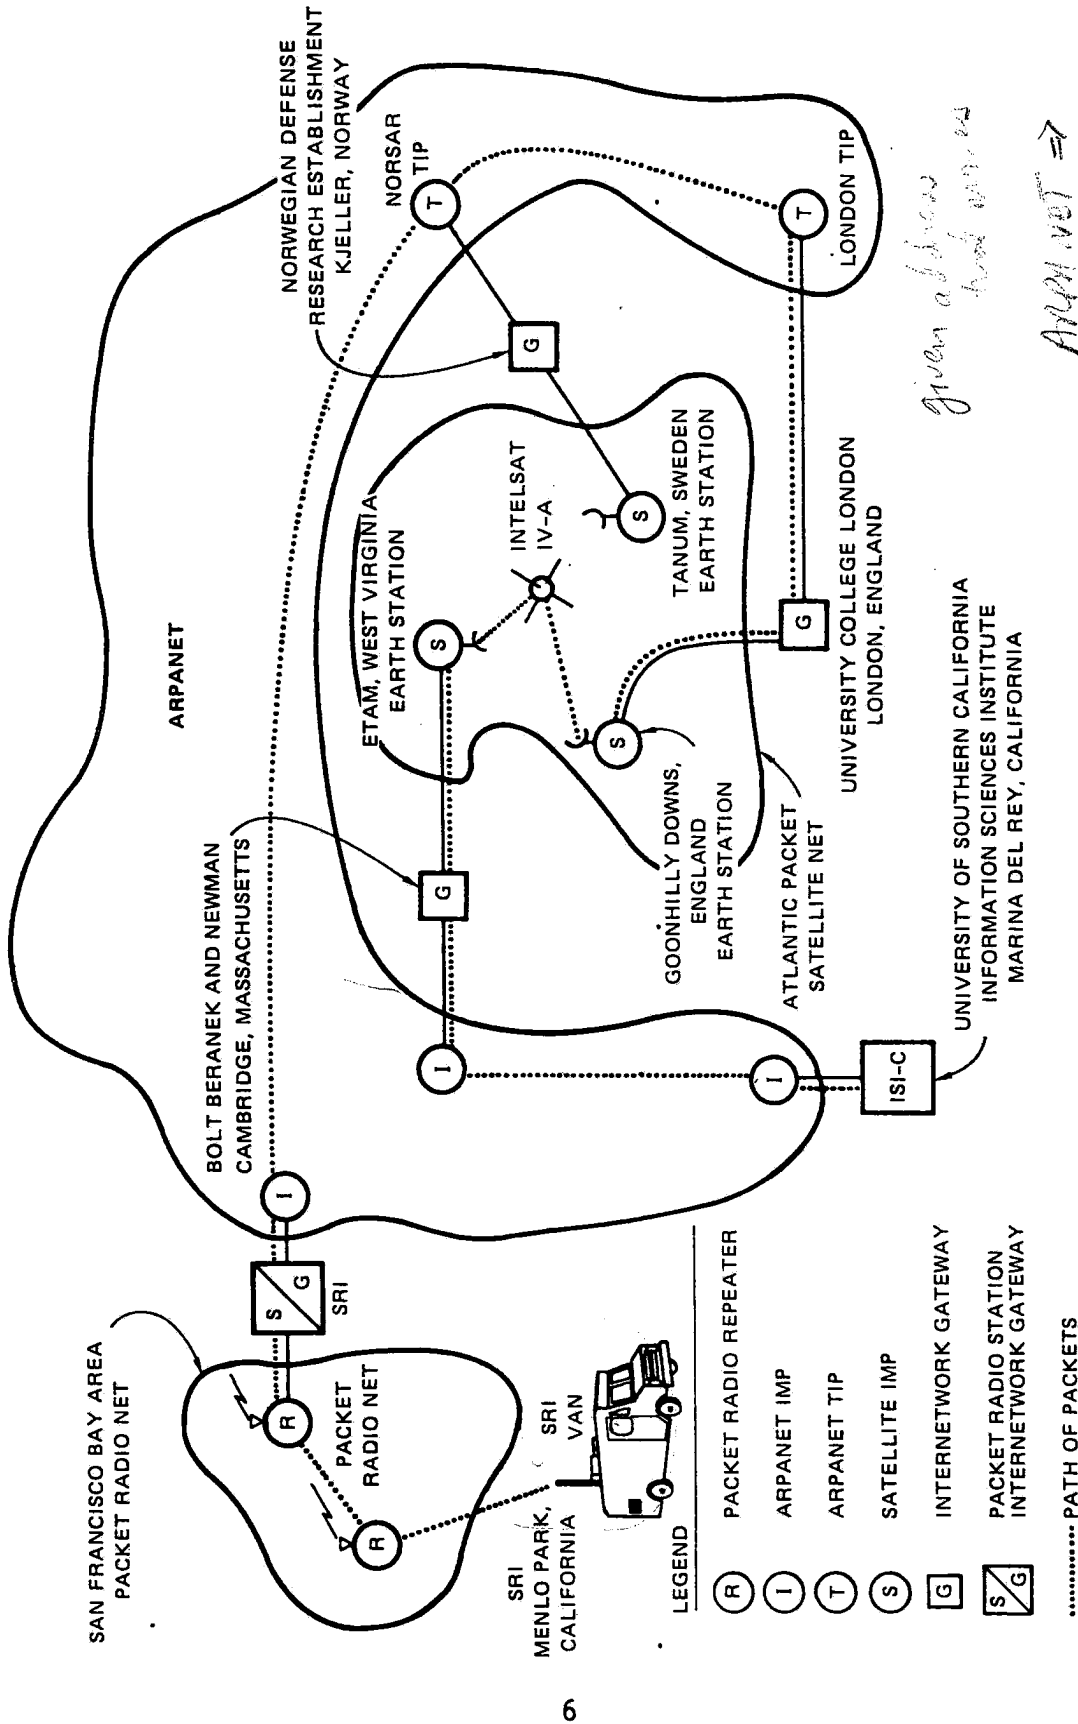 SAN FRANCISCO BAY AREA
PACKET RADIO NET
PACKET
RADIO NET
R
R
SRI
MENLO PARK,
CALIFORNIA
SRI
VAN
S
G
SRI
I
BOLT BERANEK AND NEWMAN
CAMBRIDGE, MASSACHUSETTS
ARPANET
NORWEGIAN DEFENSE
RESEARCH ESTABLISHMENT
KJELLER, NORWAY
NORSAR
TIP
T
G
I
G
S
ETAM, WEST VIRGINIA
EARTH STATION
INTELSAT
IV-A
S
TANUM, SWEDEN
EARTH STATION
S
GOONHILLY DOWNS,
ENGLAND
EARTH STATION
ATLANTIC PACKET
SATELLITE NET
G
UNIVERSITY COLLEGE LONDON
LONDON, ENGLAND
T
LONDON TIP
I
ISI-C
UNIVERSITY OF SOUTHERN CALIFORNIA
INFORMATION SCIENCES INSTITUTE
MARINA DEL REY, CALIFORNIA
given address
ARPANET ⇒
LEGEND
R PACKET RADIO REPEATER
I ARPANET IMP
T ARPANET TIP
S SATELLITE IMP
G INTERNETWORK GATEWAY
S G PACKET RADIO STATION
INTERNETWORK GATEWAY
PATH OF PACKETS
6